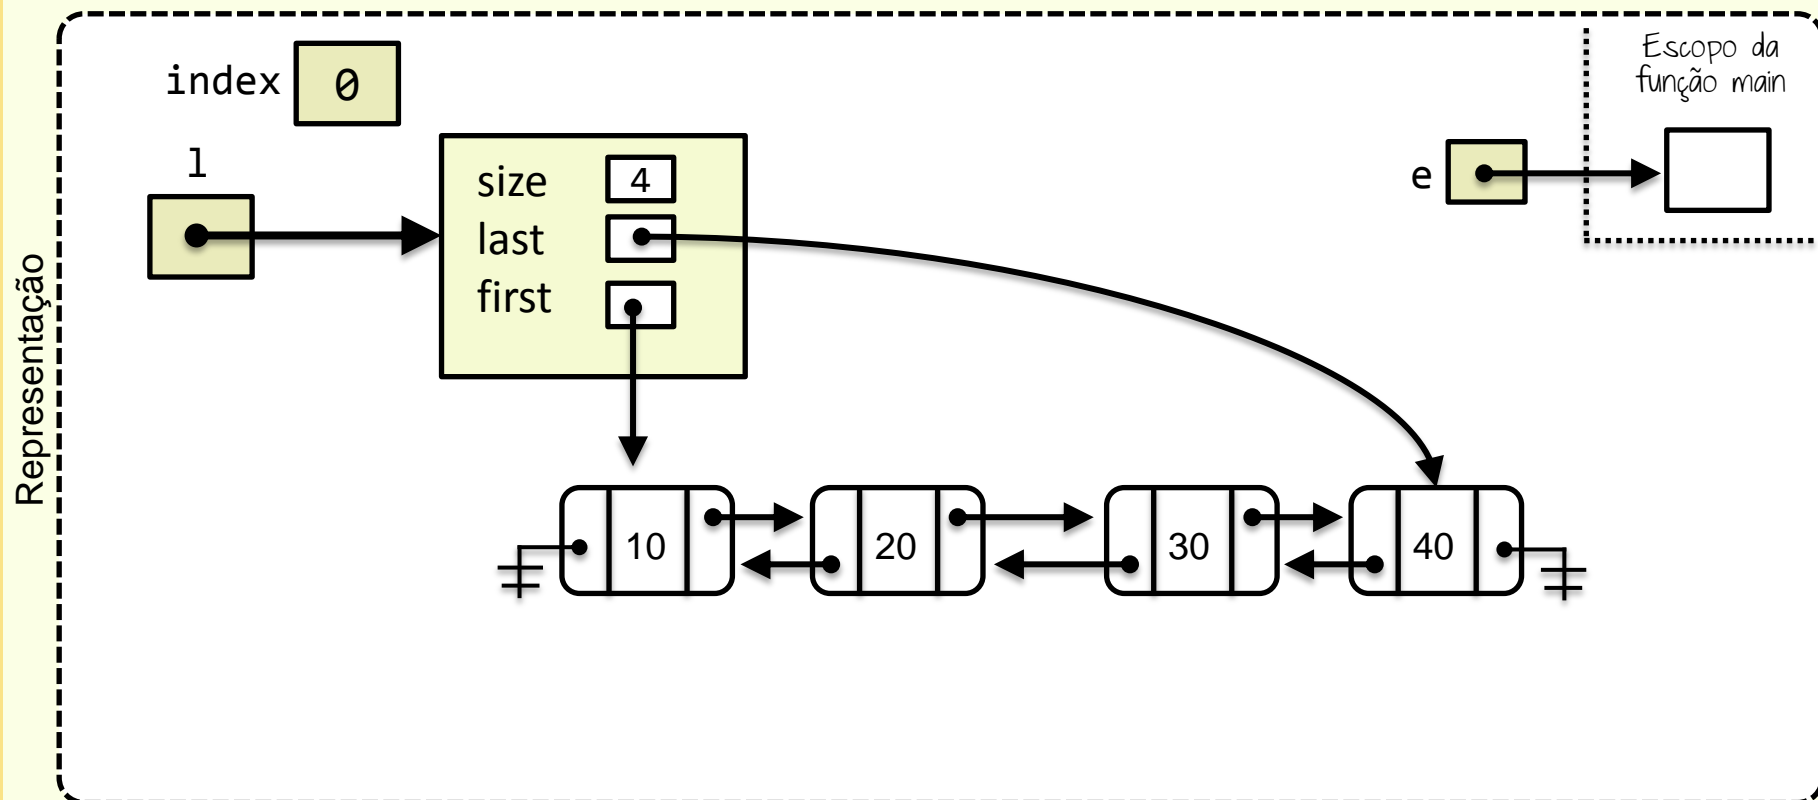 Representação
index
0
l
size
4
last
first
e
Escopo da
função main
10
20
30
40